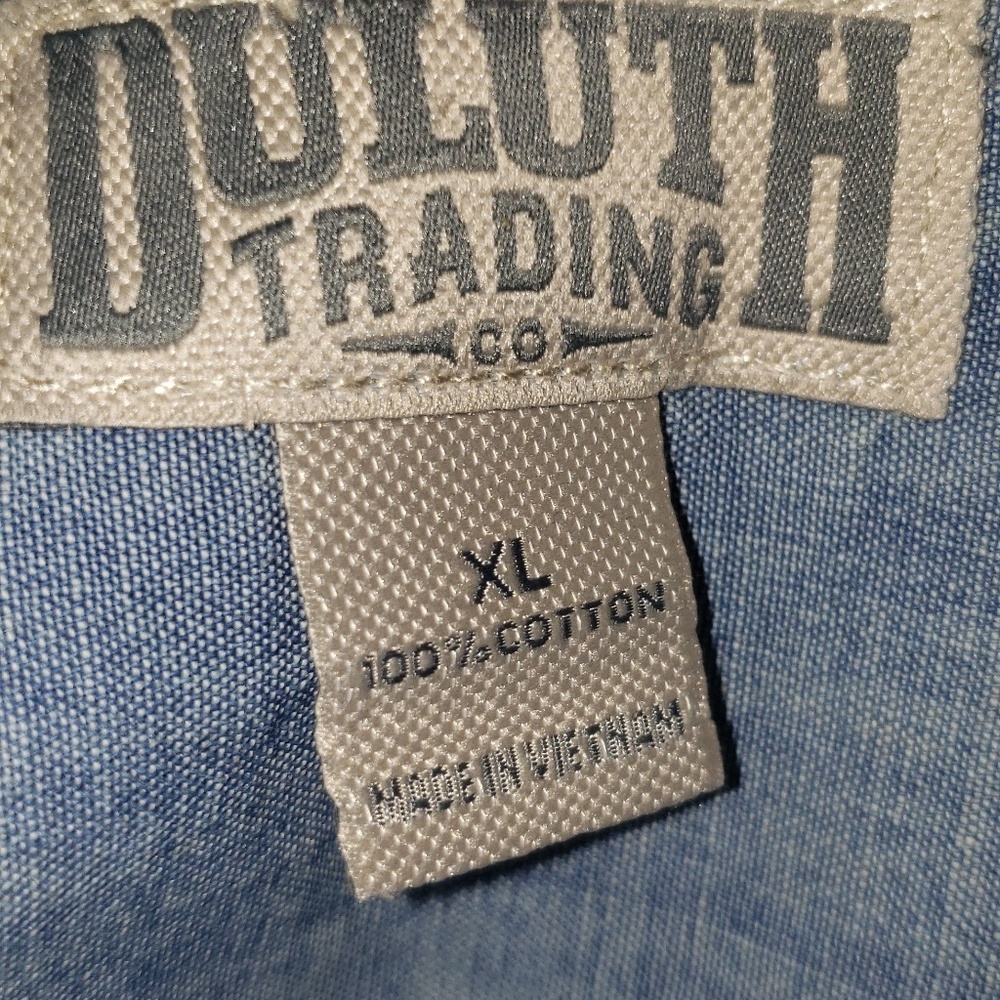 DULUTH
TRADING
CO
XL
100% COTTON
MADE IN VIETNAM